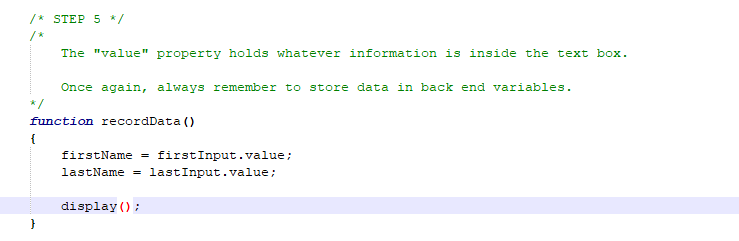 /* STEP 5 */
/*
The "value" property holds whatever information is inside the text box.
Once again, always remember to store data in back end variables.
*/
function recordData()
{
firstName = firstInput.value;
lastName = lastInput.value;
display();
}